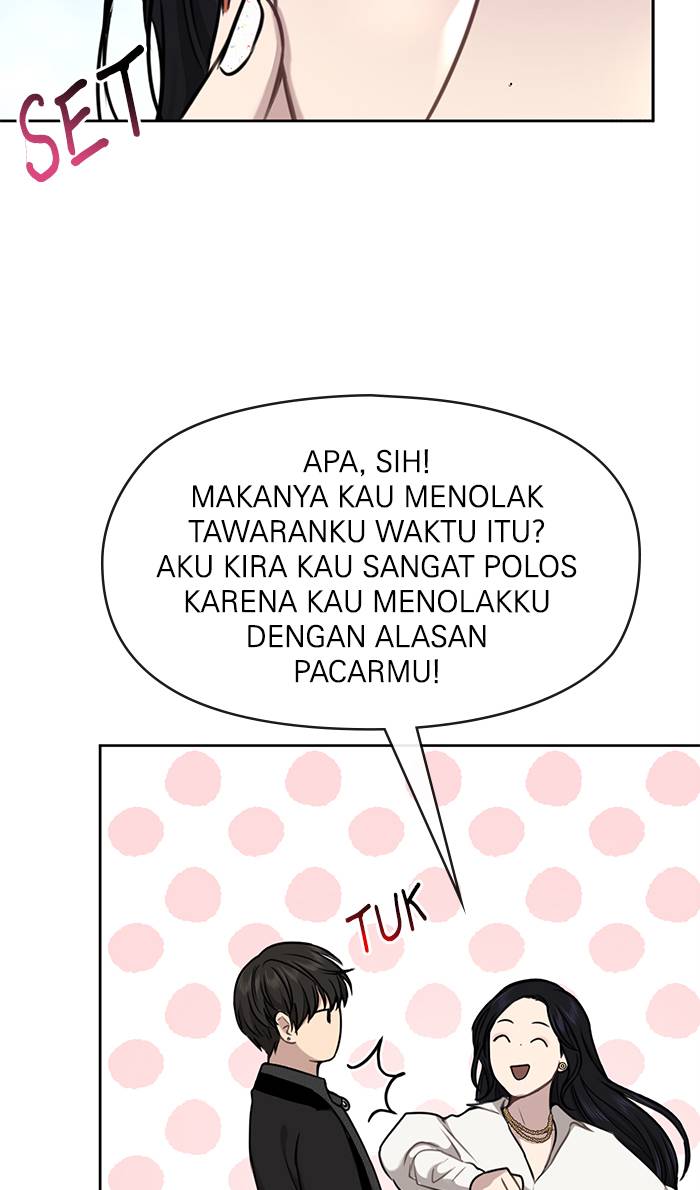 SET
APA, SIH!
MAKANYA KAU MENOLAK
TAWARANKU WAKTU ITU?
AKU KIRA KAU SANGAT POLOS
KARENA KAU MENOLAKKU
DENGAN ALASAN
PACARMU!
TUK